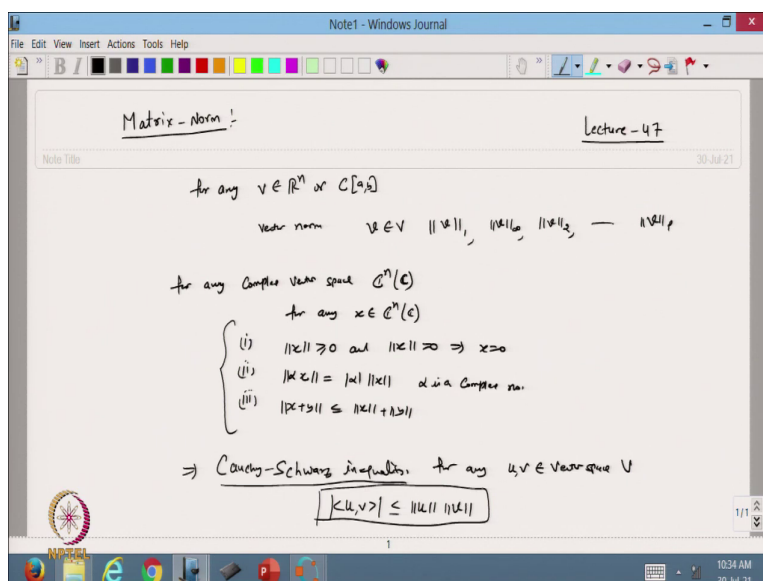 Note1 - Windows Journal
File Edit View Insert Actions Tools Help
B I
Matrix-Norm :-
Lecture-47
Note Title
30-Jul-21
for any v ∈ ℝⁿ or C[a,b]
vector norm v ∈ V ||v||₁, ||v||∞, ||v||₂, — ||v||ₚ
for any Complex vector space ℂⁿ(ℂ)
for any x ∈ ℂⁿ(ℂ)
(i) ||x|| ≥ 0 and ||x|| = 0 ⇒ x=0
(ii) ||αx|| = |α| ||x|| α is a Complex no.
(iii) ||x+y|| ≤ ||x|| + ||y||
⇒ Cauchy-Schwarz inequality. for any u,v ∈ Vector space V
|<u,v>| ≤ ||u|| ||v||
NPTEL
1
1/1
10:34 AM
30-Jul-21